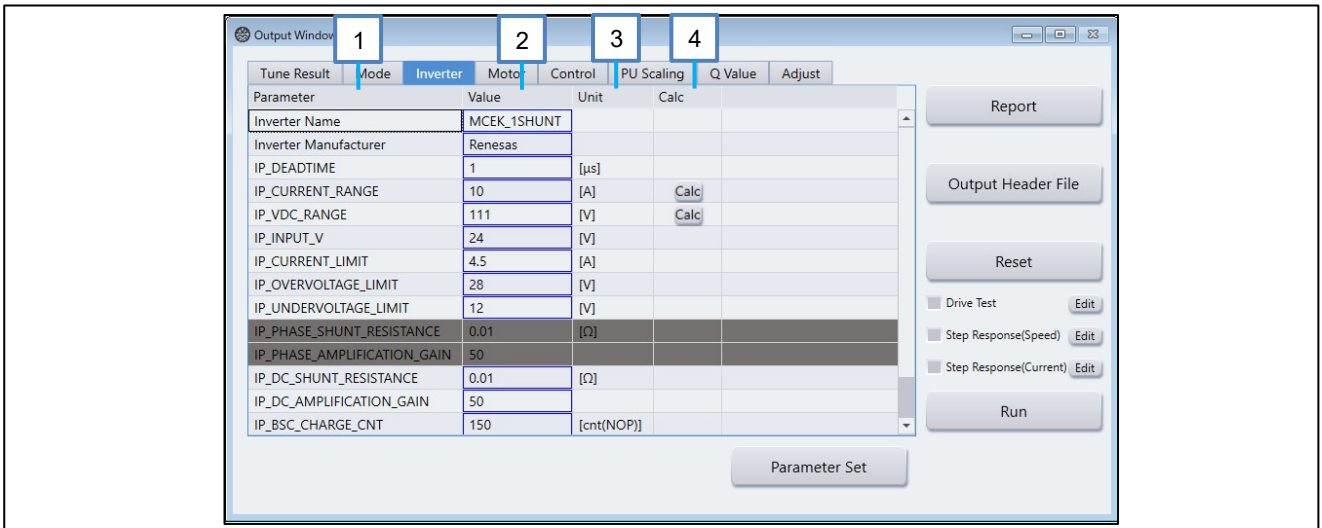 Output Window
1 2 3 4
Tune Result Mode Inverter Motor Control PU Scaling Q Value Adjust
Parameter Value Unit Calc
Inverter Name MCEK_1SHUNT
Inverter Manufacturer Renesas
IP_DEADTIME 1 [µs]
IP_CURRENT_RANGE 10 [A] Calc
IP_VDC_RANGE 111 [V] Calc
IP_INPUT_V 24 [V]
IP_CURRENT_LIMIT 4.5 [A]
IP_OVERVOLTAGE_LIMIT 28 [V]
IP_UNDERVOLTAGE_LIMIT 12 [V]
IP_PHASE_SHUNT_RESISTANCE 0.01 [Ω]
IP_PHASE_AMPLIFICATION_GAIN 50
IP_DC_SHUNT_RESISTANCE 0.01 [Ω]
IP_DC_AMPLIFICATION_GAIN 50
IP_BSC_CHARGE_CNT 150 [cnt(NOP)]
Report
Output Header File
Reset
Drive Test Edit
Step Response(Speed) Edit
Step Response(Current) Edit
Run
Parameter Set